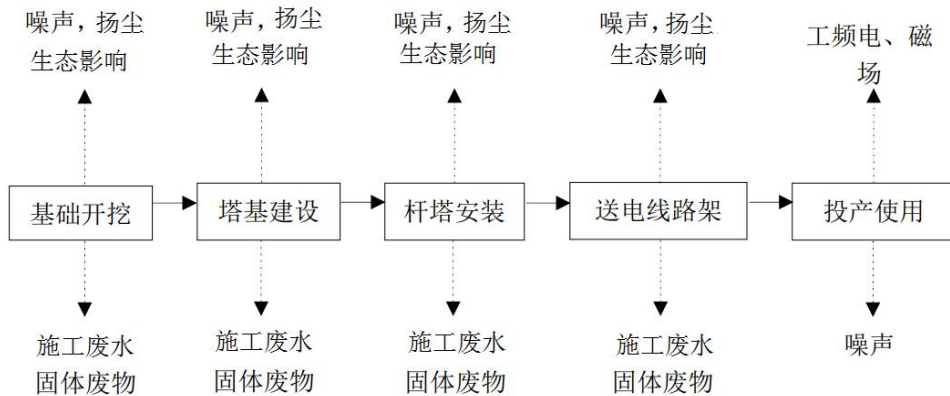 噪声，扬尘
生态影响
噪声，扬尘
生态影响
噪声，扬尘
生态影响
噪声，扬尘
生态影响
工频电、磁
场
基础开挖
塔基建设
杆塔安装
送电线路架
投产使用
施工废水
固体废物
施工废水
固体废物
施工废水
固体废物
施工废水
固体废物
噪声